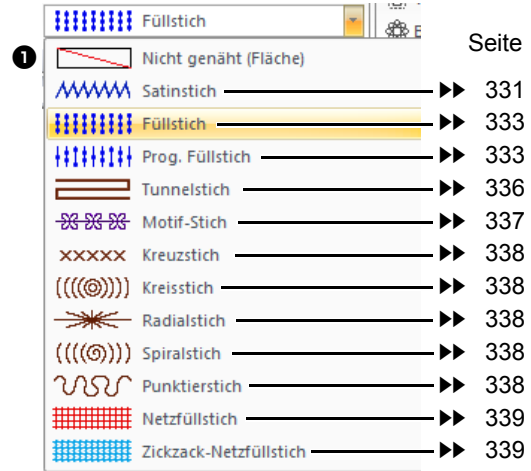 Füllstich
Seite
❶ Nicht genäht (Fläche)
Satinstich ▶▶ 331
Füllstich ▶▶ 333
Prog. Füllstich ▶▶ 333
Tunnelstich ▶▶ 336
Motif-Stich ▶▶ 337
Kreuzstich ▶▶ 338
Kreisstich ▶▶ 338
Radialstich ▶▶ 338
Spiralstich ▶▶ 338
Punktierstich ▶▶ 338
Netzfüllstich ▶▶ 339
Zickzack-Netzfüllstich ▶▶ 339